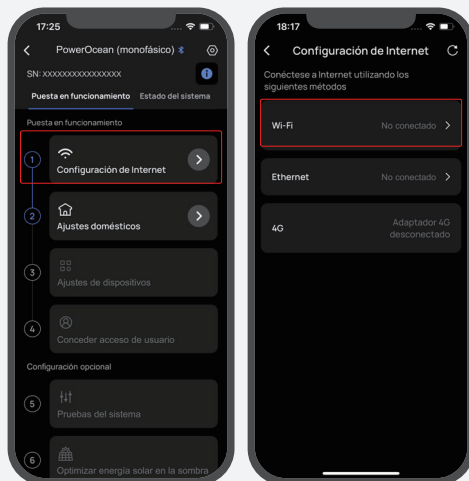 17:25
PowerOcean (monofásico)
SN: XXXXXXXXXXXXXXXX
Puesta en funcionamiento
Estado del sistema
Puesta en funcionamiento
1
Configuración de Internet
2
Ajustes domésticos
3
Ajustes de dispositivos
4
Conceder acceso de usuario
Configuración opcional
5
Pruebas del sistema
6
Optimizar energía solar en la sombra
18:17
Configuración de Internet
Conéctese a Internet utilizando los
siguientes métodos
Wi-Fi
No conectado
Ethernet
No conectado
4G
Adaptador 4G
desconectado